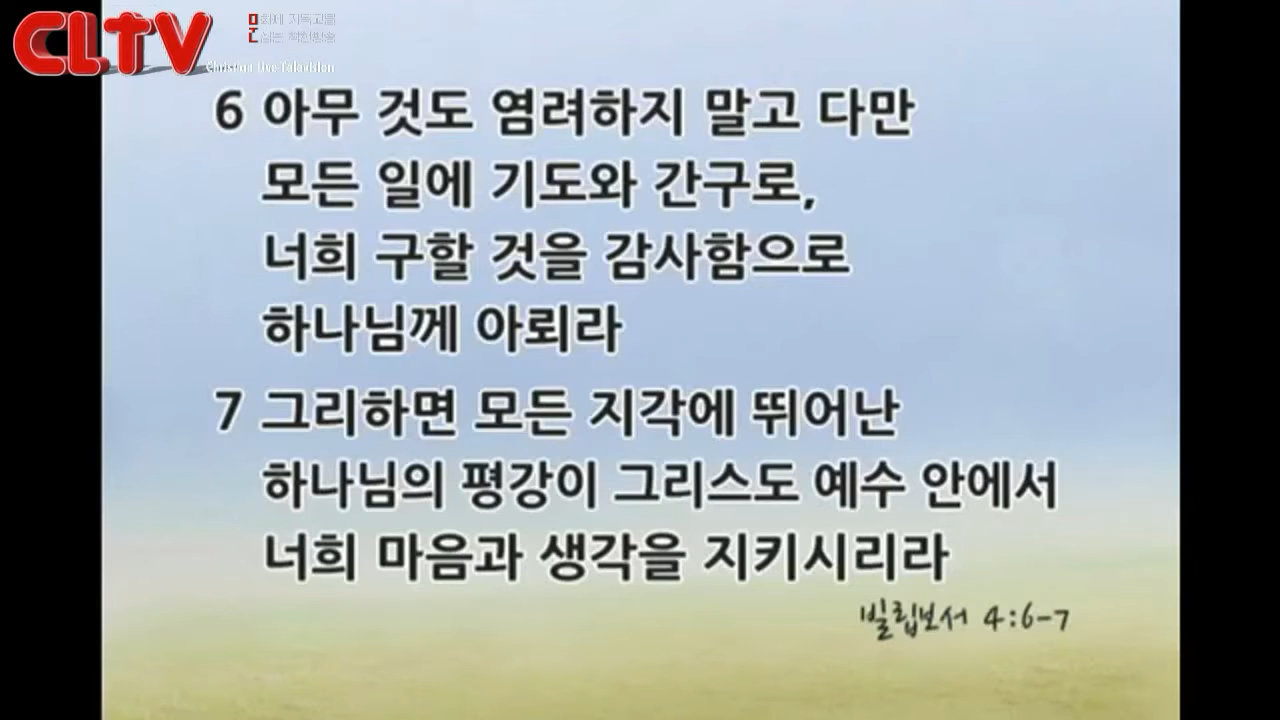 CLTV
Christian Live Television
6 아무 것도 염려하지 말고 다만
모든 일에 기도와 간구로,
너희 구할 것을 감사함으로
하나님께 아뢰라
7 그리하면 모든 지각에 뛰어난
하나님의 평강이 그리스도 예수 안에서
너희 마음과 생각을 지키시리라
빌립보서 4:6-7